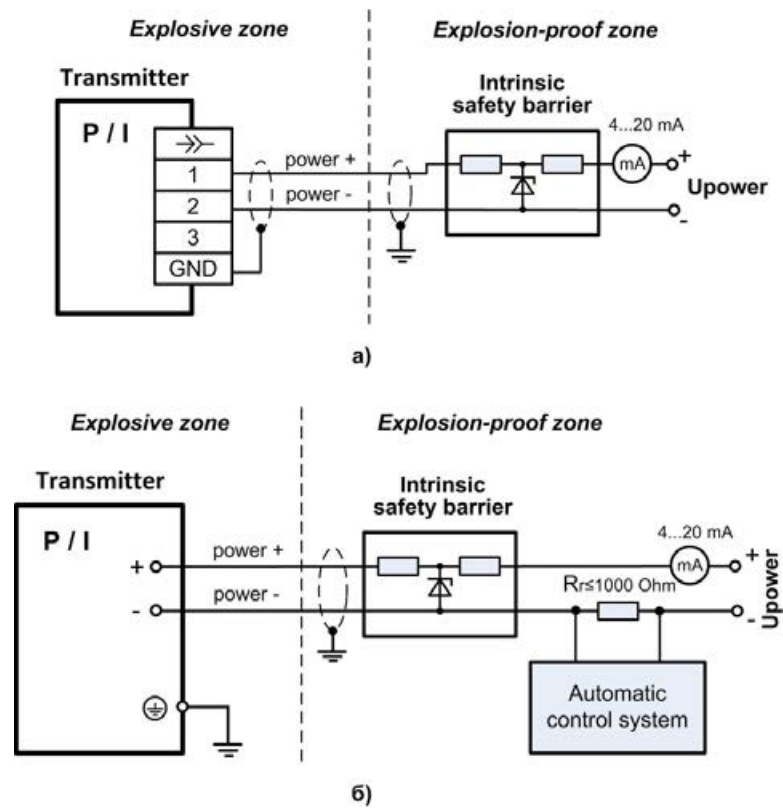 Explosive zone
Explosion-proof zone
Transmitter
P / I
1
2
3
GND
power +
power -
Intrinsic
safety barrier
4...20 mA
mA
+
Upower
-
а)
Explosive zone
Explosion-proof zone
Transmitter
P / I
+
-
power +
power -
Intrinsic
safety barrier
4...20 mA
mA
+
Rr≤1000 Ohm
-
Upower
Automatic
control system
б)